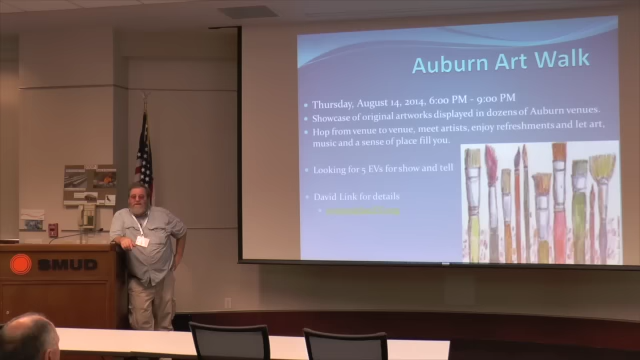 Auburn Art Walk
Thursday, August 14, 2014, 6:00 PM - 9:00 PM
Showcase of original artworks displayed in dozens of Auburn venues.
Hop from venue to venue, meet artists, enjoy refreshments and let art,
music and a sense of place fill you.
Looking for 5 EVs for show and tell
David Link for details
SMUD